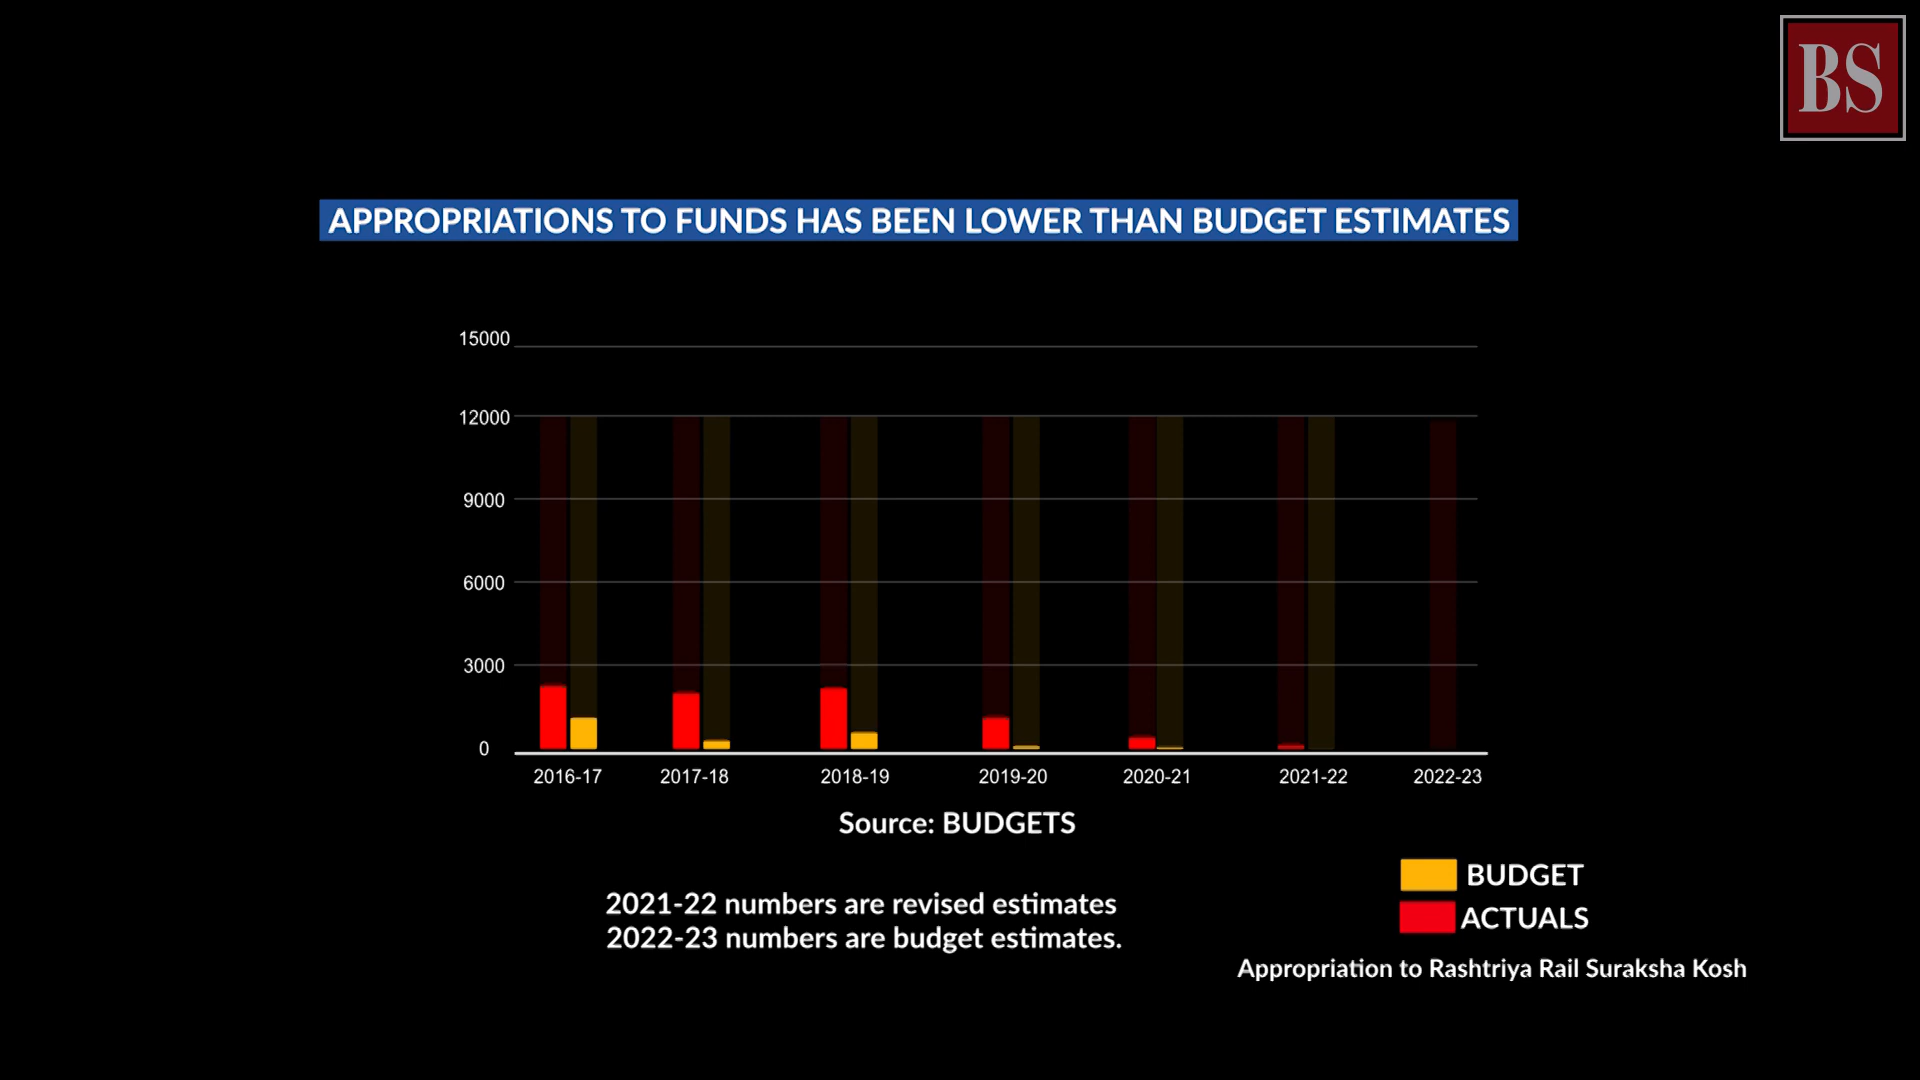 BS
APPROPRIATIONS TO FUNDS HAS BEEN LOWER THAN BUDGET ESTIMATES
15000
12000
9000
6000
3000
0
2016-17 2017-18 2018-19 2019-20 2020-21 2021-22 2022-23
Source: BUDGETS
2021-22 numbers are revised estimates
2022-23 numbers are budget estimates.
BUDGET
ACTUALS
Appropriation to Rashtriya Rail Suraksha Kosh